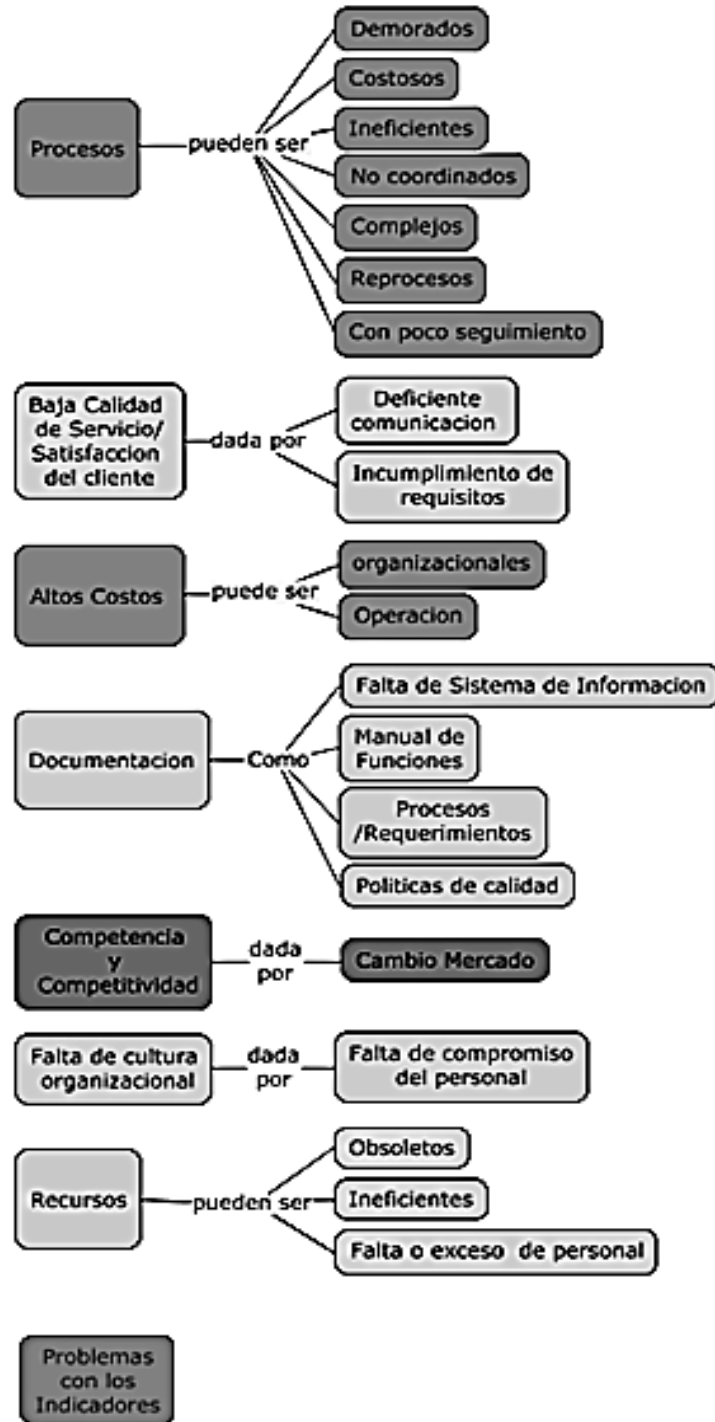 Demorados
Costosos
Ineficientes
Procesos
pueden ser
No coordinados
Complejos
Reprocesos
Con poco seguimiento
Baja Calidad
de Servicio/
Satisfaccion
del cliente
dada por
Deficiente
comunicacion
Incumplimiento de
requisitos
Altos Costos
puede ser
organizacionales
Operacion
Documentacion
Como
Falta de Sistema de Informacion
Manual de
Funciones
Procesos
/Requerimientos
Politicas de calidad
Competencia
y
Competitividad
dada
por
Cambio Mercado
Falta de cultura
organizacional
dada
por
Falta de compromiso
del personal
Recursos
pueden ser
Obsoletos
Ineficientes
Falta o exceso de personal
Problemas
con los
Indicadores